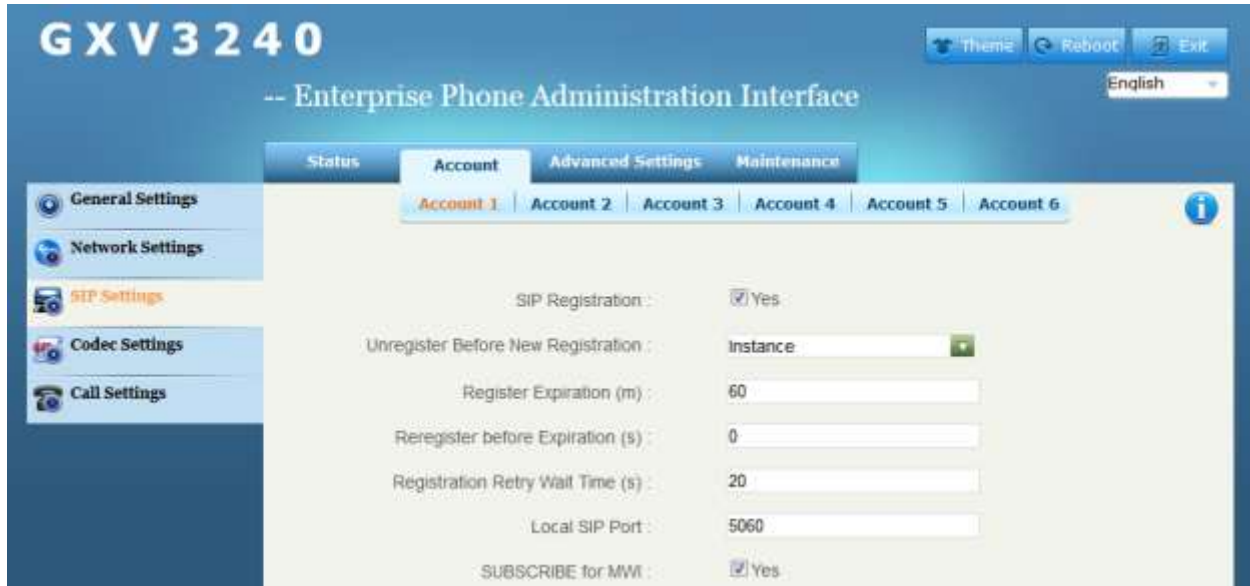 GXV3240
Theme Reboot Exit
English
-- Enterprise Phone Administration Interface
Status Account Advanced Settings Maintenance
General Settings
Network Settings
SIP Settings
Codec Settings
Call Settings
Account 1 Account 2 Account 3 Account 4 Account 5 Account 6
SIP Registration : Yes
Unregister Before New Registration : Instance
Register Expiration (m) : 60
Reregister before Expiration (s) : 0
Registration Retry Wait Time (s) : 20
Local SIP Port : 5060
SUBSCRIBE for MWI : Yes